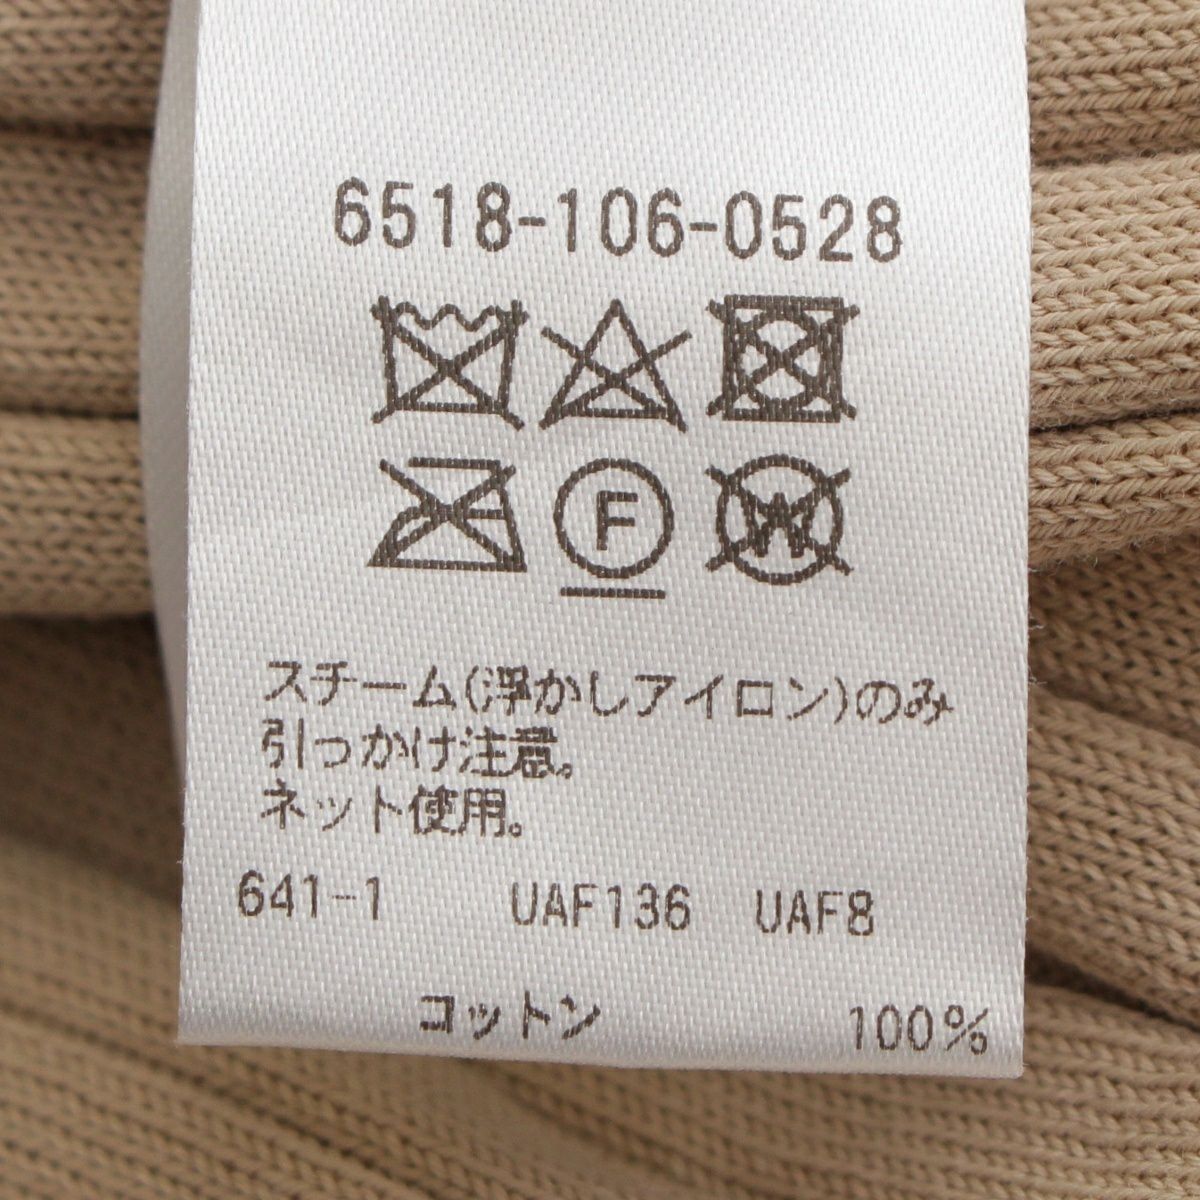 6518-106-0528
F
W
スチーム(浮かしアイロン)のみ
引っかけ注意。
ネット使用。
641-1 UAF136 UAF8
コットン 100%